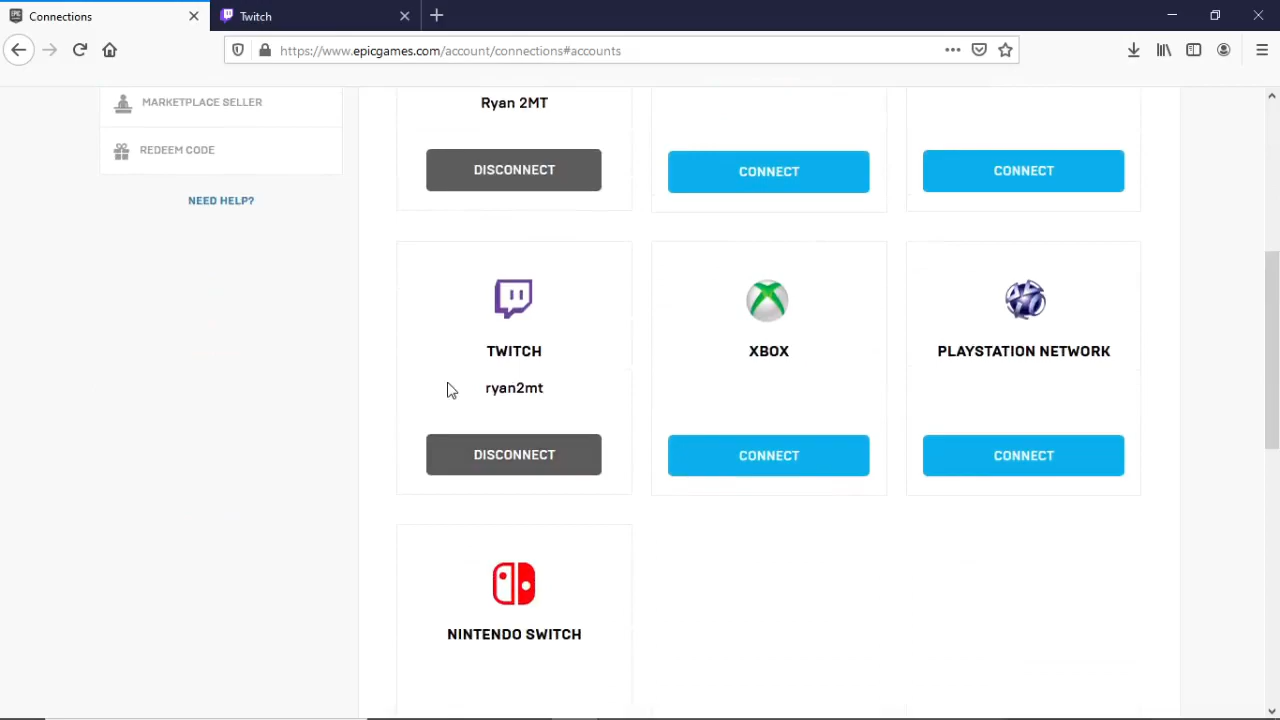 Connections
Twitch
https://www.epicgames.com/account/connections#accounts
MARKETPLACE SELLER
REDEEM CODE
NEED HELP?
Ryan 2MT
DISCONNECT
CONNECT
CONNECT
TWITCH
XBOX
PLAYSTATION NETWORK
ryan2mt
DISCONNECT
CONNECT
CONNECT
NINTENDO SWITCH